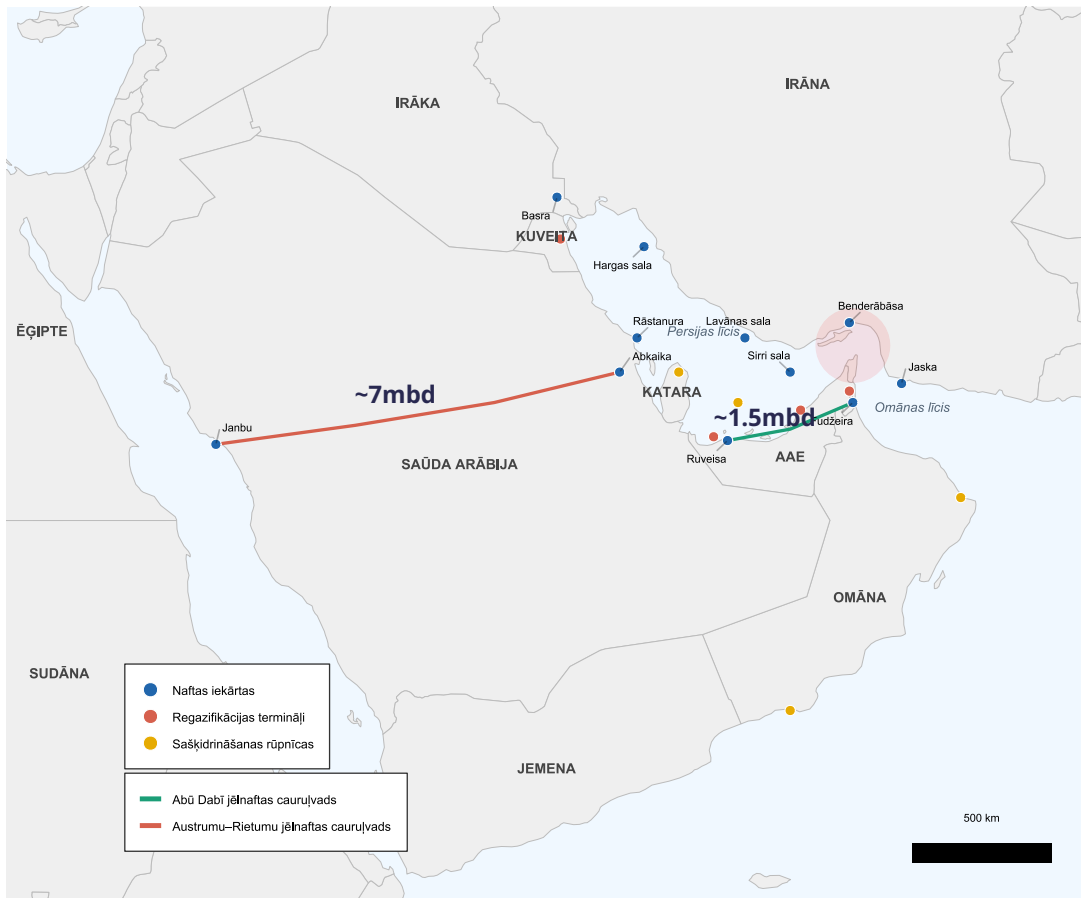 IRĀNA
IRĀKA
Basra
KUVEITA
Hargas sala
Benderābāsa
ĒĢIPTE
Rāstanura
Lavānas sala
Persijas līcis
Abkaika
Sirri sala
Jaska
~7mbd
KATARA
Omānas līcis
~1.5mbd
Janbu
Ruveisa
AAE
SAŪDA ARĀBIJA
OMĀNA
SUDĀNA
JEMENA
Naftas iekārtas
Regazifikācijas termināļi
Sašķidrināšanas rūpnīcas
Abū Dabī jēlnaftas cauruļvads
Austrumu–Rietumu jēlnaftas cauruļvads
500 km